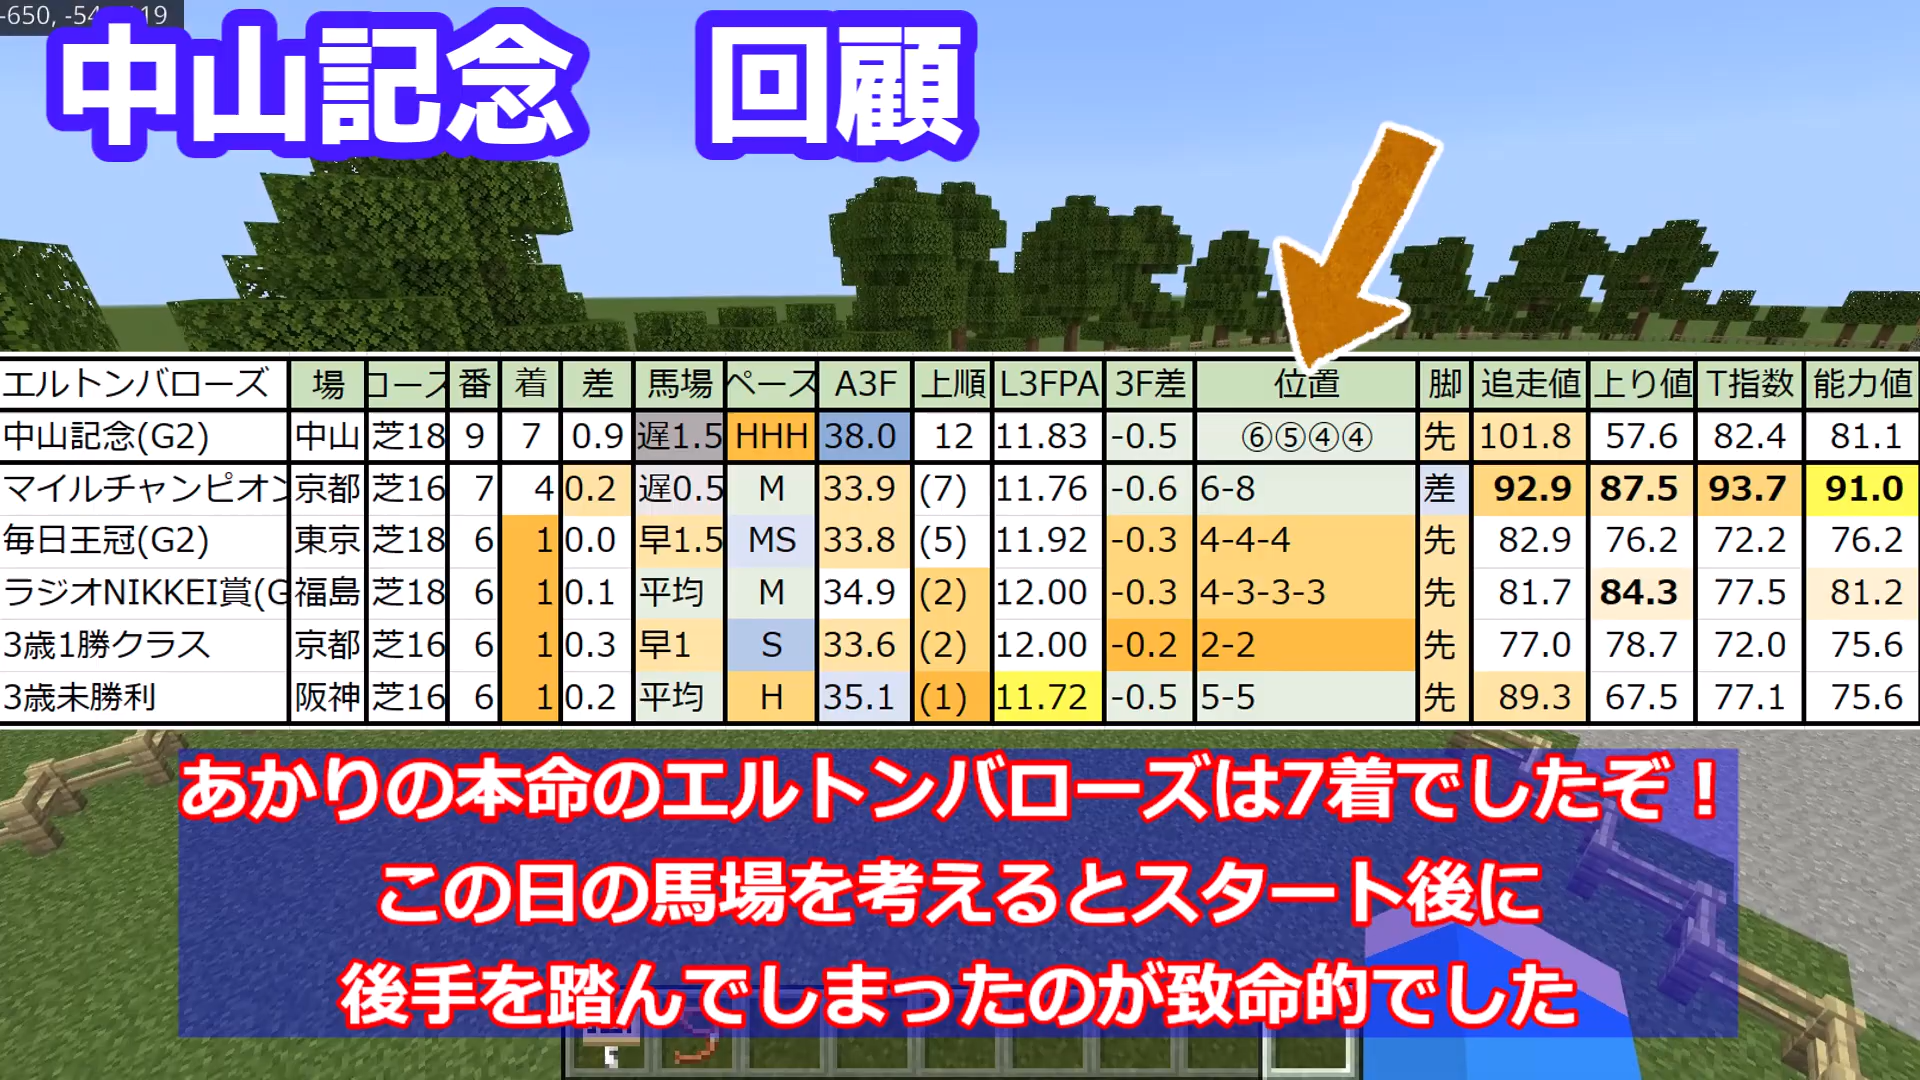 中山記念　回顧
エルトンバローズ 場 コース 番 着 差 馬場 ペース A3F 上順 L3FPA 3F差 位置 脚 追走値 上り値 T指数 能力値
中山記念(G2) 中山 芝18 9 7 0.9 遅1.5 HHH 38.0 12 11.83 -0.5 ⑥⑤④④ 先 101.8 57.6 82.4 81.1
マイルチャンピオン 京都 芝16 7 4 0.2 遅0.5 M 33.9 (7) 11.76 -0.6 6-8 差 92.9 87.5 93.7 91.0
毎日王冠(G2) 東京 芝18 6 1 0.0 早1.5 MS 33.8 (5) 11.92 -0.3 4-4-4 先 82.9 76.2 72.2 76.2
ラジオNIKKEI賞(G 福島 芝18 6 1 0.1 平均 M 34.9 (2) 12.00 -0.3 4-3-3-3 先 81.7 84.3 77.5 81.2
3歳1勝クラス 京都 芝16 6 1 0.3 早1 S 33.6 (2) 12.00 -0.2 2-2 先 77.0 78.7 72.0 75.6
3歳未勝利 阪神 芝16 6 1 0.2 平均 H 35.1 (1) 11.72 -0.5 5-5 先 89.3 67.5 77.1 75.6
あかりの本命のエルトンバローズは7着でしたぞ！
この日の馬場を考えるとスタート後に
後手を踏んでしまったのが致命的でした